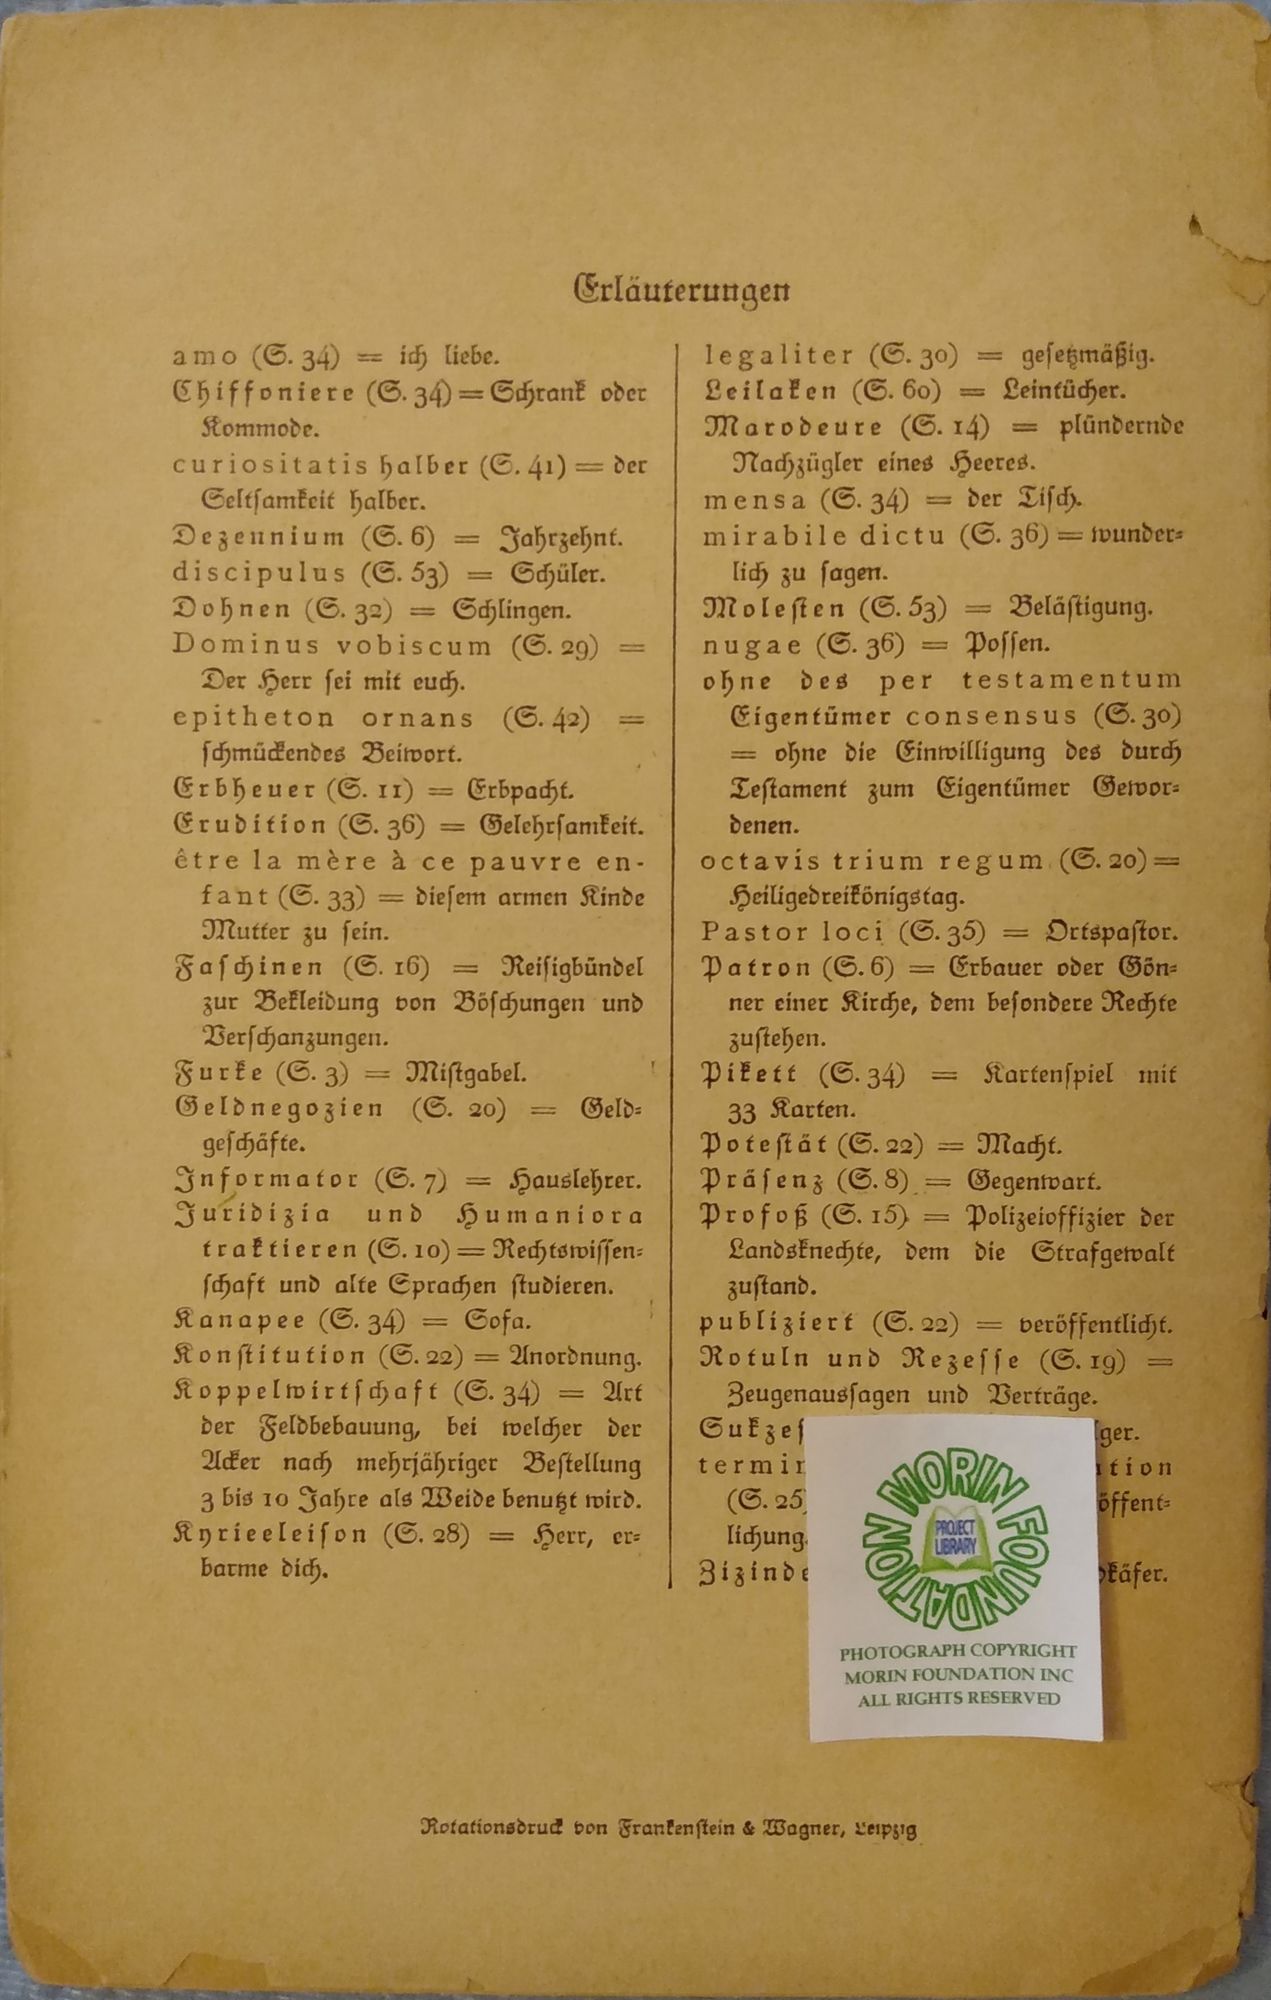 Erläuterungen
amo (S. 34) = ich liebe.
Chiffoniere (S. 34) = Schrank oder
Kommode.
curiositatis halber (S. 41) = der
Seltsamkeit halber.
Dezennium (S. 6) = Jahrzehnt.
discipulus (S. 53) = Schüler.
Dohnen (S. 32) = Schlingen.
Dominus vobiscum (S. 29) =
Der Herr sei mit euch.
epitheton ornans (S. 42) =
schmückendes Beiwort.
Erbheuer (S. 11) = Erbpacht.
Erudition (S. 36) = Gelehrsamkeit.
être la mère à ce pauvre en-
fant (S. 33) = diesem armen Kinde
Mutter zu sein.
Faschinen (S. 16) = Reisigbündel
zur Bekleidung von Böschungen und
Verschanzungen.
Furke (S. 3) = Mistgabel.
Geldnegozien (S. 20) = Geld-
geschäfte.
Informator (S. 7) = Hauslehrer.
Juridizia und Humaniora
traktieren (S. 10) = Rechtswissen-
schaft und alte Sprachen studieren.
Kanapee (S. 34) = Sofa.
Konstitution (S. 22) = Anordnung.
Koppelwirtschaft (S. 34) = Art
der Feldbebauung, bei welcher der
Acker nach mehrjähriger Bestellung
3 bis 10 Jahre als Weide benutzt wird.
Kyrieeleison (S. 28) = Herr, er-
barme dich.
legaliter (S. 30) = gesetzmäßig.
Leilaken (S. 60) = Leintücher.
Marodeure (S. 14) = plündernde
Nachzügler eines Heeres.
mensa (S. 34) = der Tisch.
mirabile dictu (S. 36) = wunder-
lich zu sagen.
Molesten (S. 53) = Belästigung.
nugae (S. 36) = Possen.
ohne des per testamentum
Eigentümer consensus (S. 30)
= ohne die Einwilligung des durch
Testament zum Eigentümer Gewor-
denen.
octavis trium regum (S. 20) =
Heiligedreikönigstag.
Pastor loci (S. 35) = Ortspastor.
Patron (S. 6) = Erbauer oder Gön-
ner einer Kirche, dem besondere Rechte
zustehen.
Pikett (S. 34) = Kartenspiel mit
33 Karten.
Potestät (S. 22) = Macht.
Präsenz (S. 8) = Gegenwart.
Profoß (S. 15) = Polizeioffizier der
Landsknechte, dem die Strafgewalt
zustand.
publiziert (S. 22) = veröffentlicht.
Rotuln und Rezesse (S. 19) =
Zeugenaussagen und Verträge.
(S. 25)
lichung.
MORIN FOUNDATION
PROJECT
LIBRARY
PHOTOGRAPH COPYRIGHT
MORIN FOUNDATION INC
ALL RIGHTS RESERVED
Rotationsdruck von Frankenstein & Wagner, Leipzig